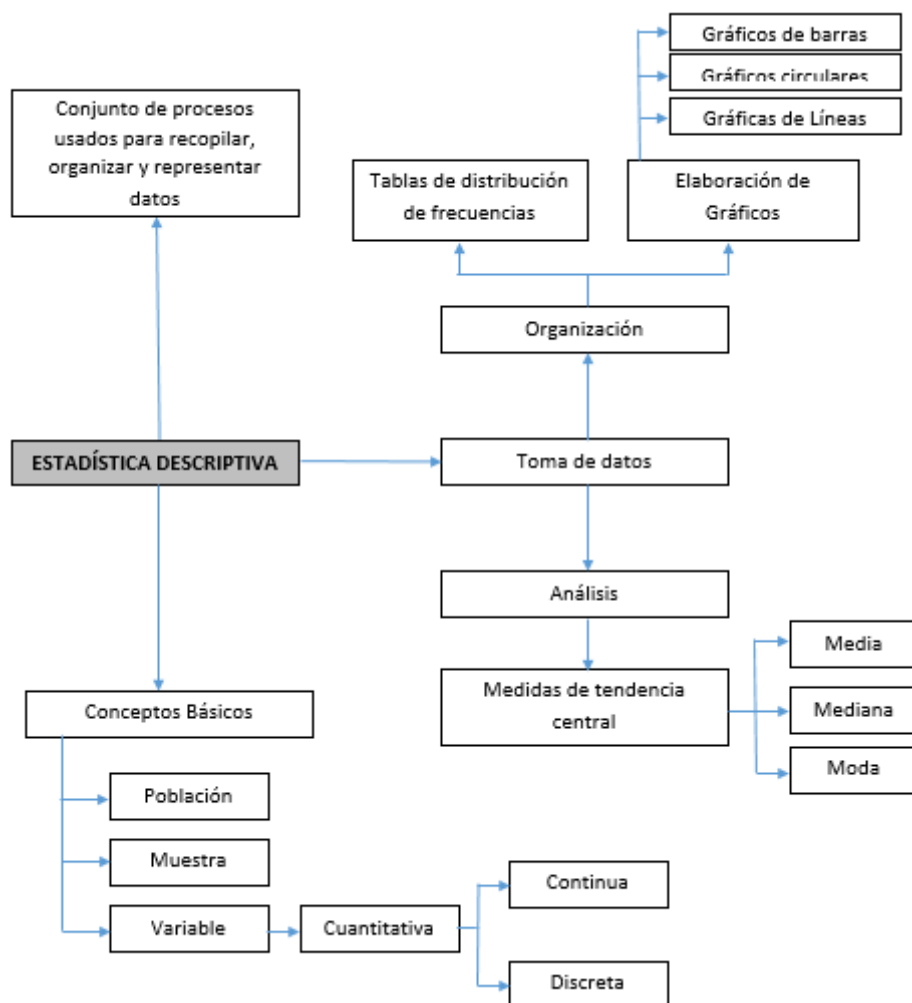 Gráficos de barras
Gráficos circulares
Gráficas de Líneas
Conjunto de procesos
usados para recopilar,
organizar y representar
datos
Tablas de distribución
de frecuencias
Elaboración de
Gráficos
Organización
ESTADÍSTICA DESCRIPTIVA
Toma de datos
Análisis
Medidas de tendencia
central
Media
Mediana
Moda
Conceptos Básicos
Población
Muestra
Variable
Cuantitativa
Continua
Discreta